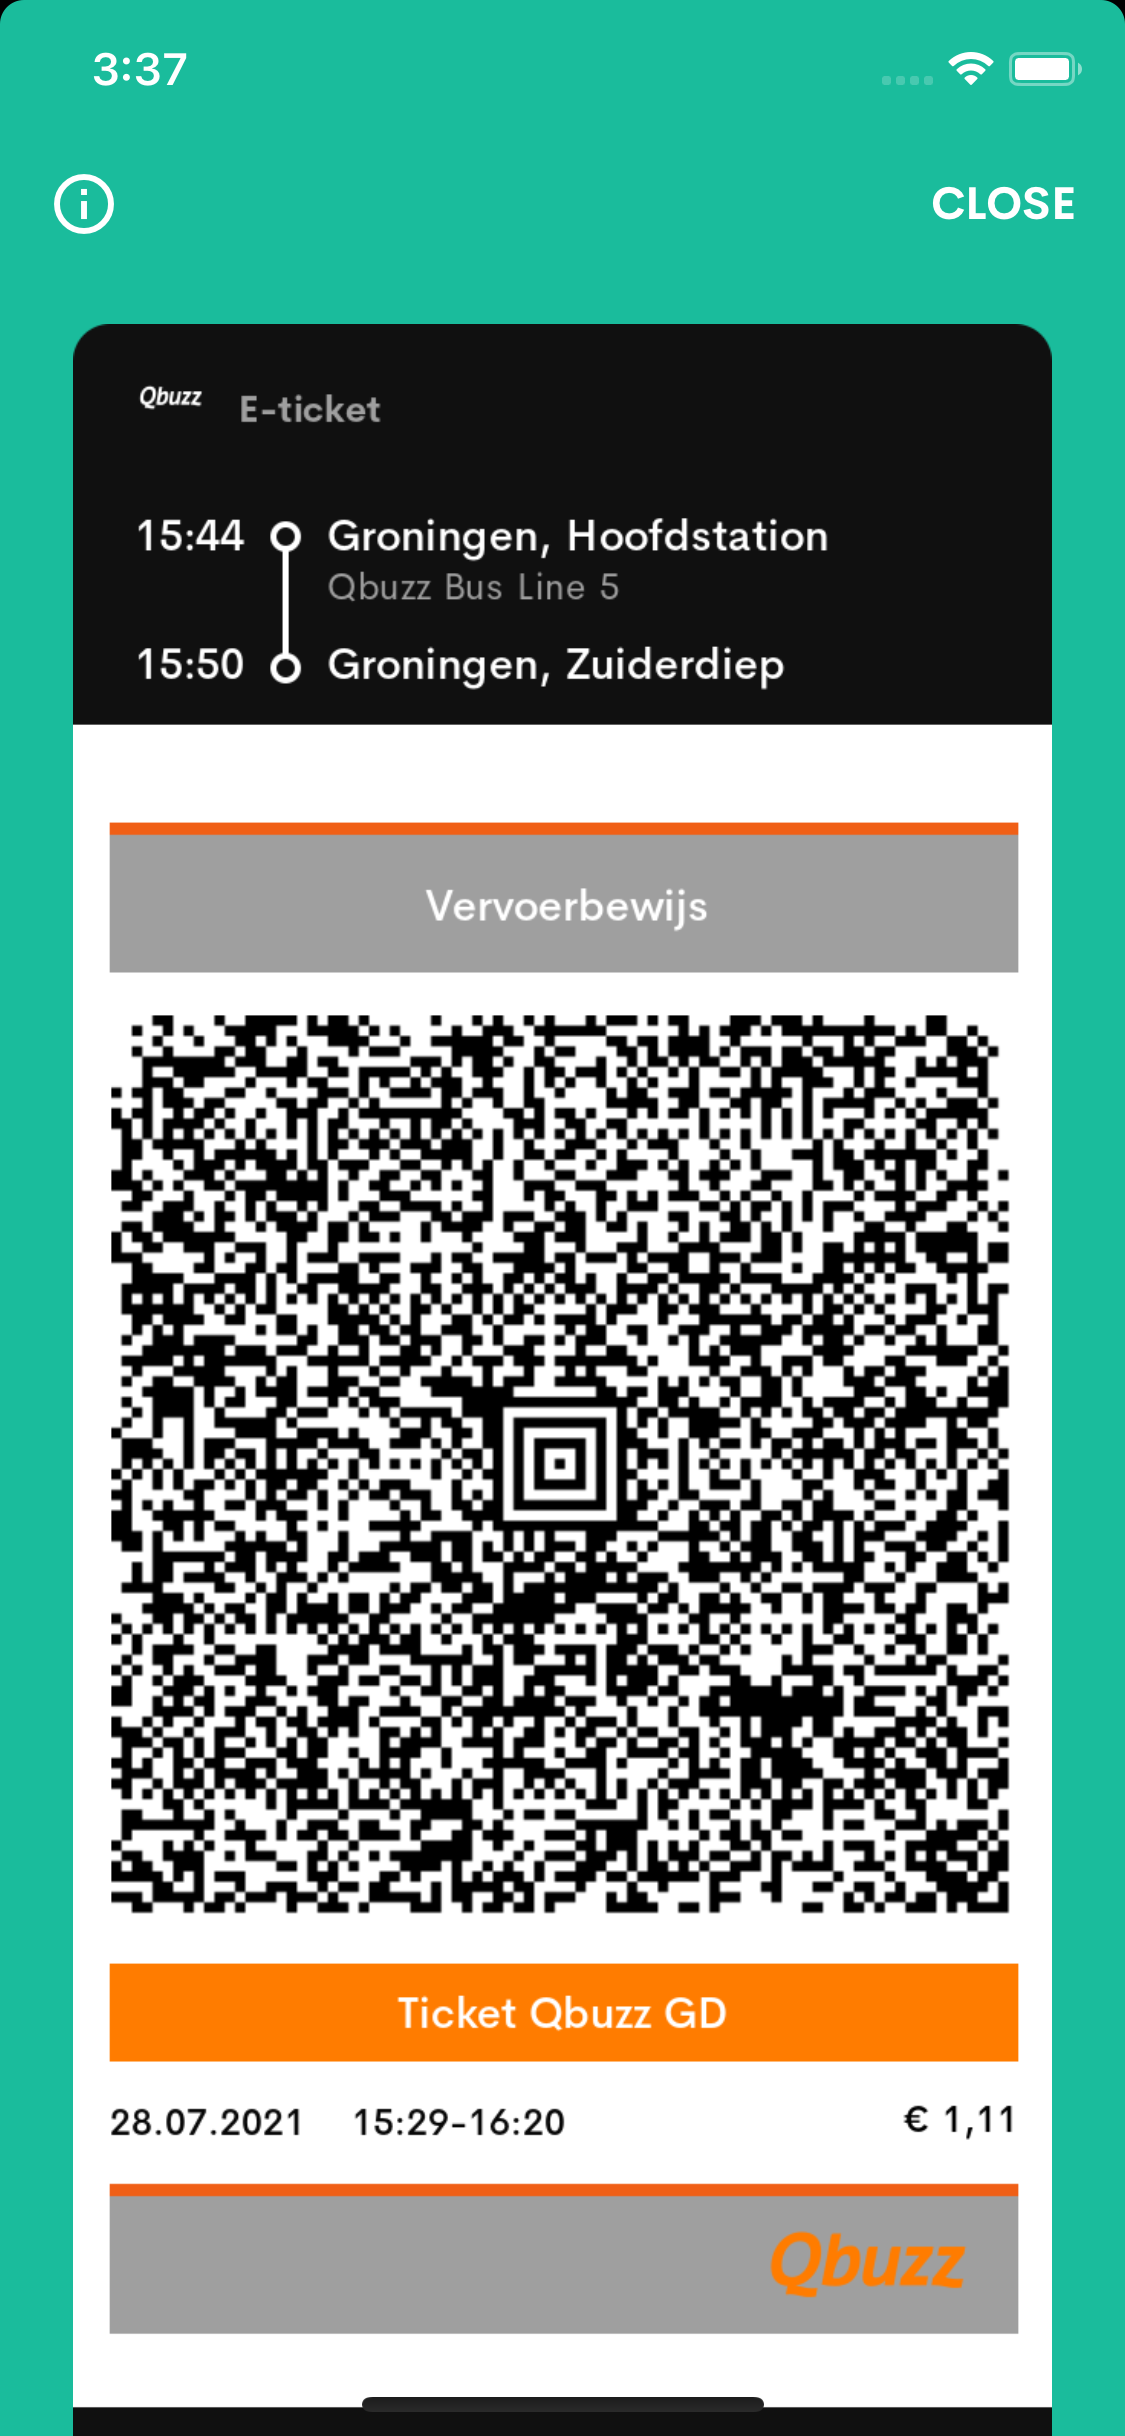 3:37
CLOSE
Qbuzz E-ticket
15:44 Groningen, Hoofdstation
Qbuzz Bus Line 5
15:50 Groningen, Zuiderdiep
Vervoerbewijs
Ticket Qbuzz GD
28.07.2021 15:29-16:20 € 1,11
Qbuzz